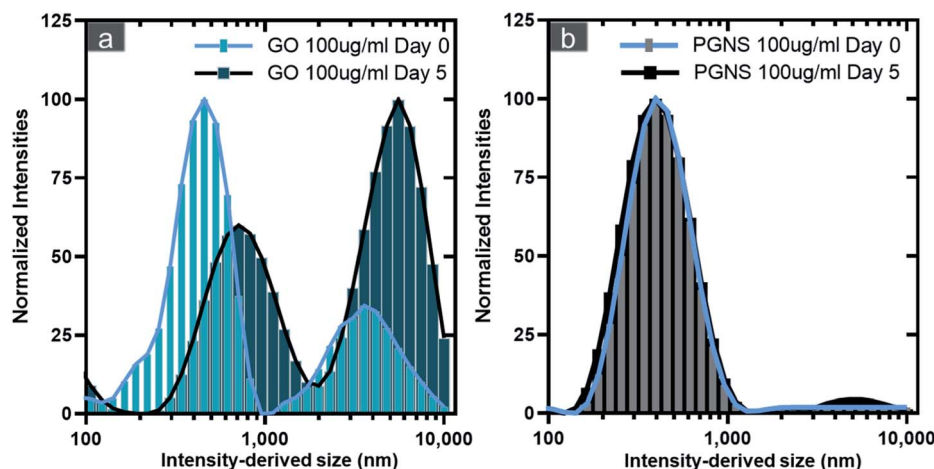 a
GO 100ug/ml Day 0
GO 100ug/ml Day 5
Normalized Intensities
125
100
75
50
25
0
100
1,000
10,000
Intensity-derived size (nm)
b
PGNS 100ug/ml Day 0
PGNS 100ug/ml Day 5
Normalized Intensities
125
100
75
50
25
0
100
1,000
10,000
Intensity-derived size (nm)